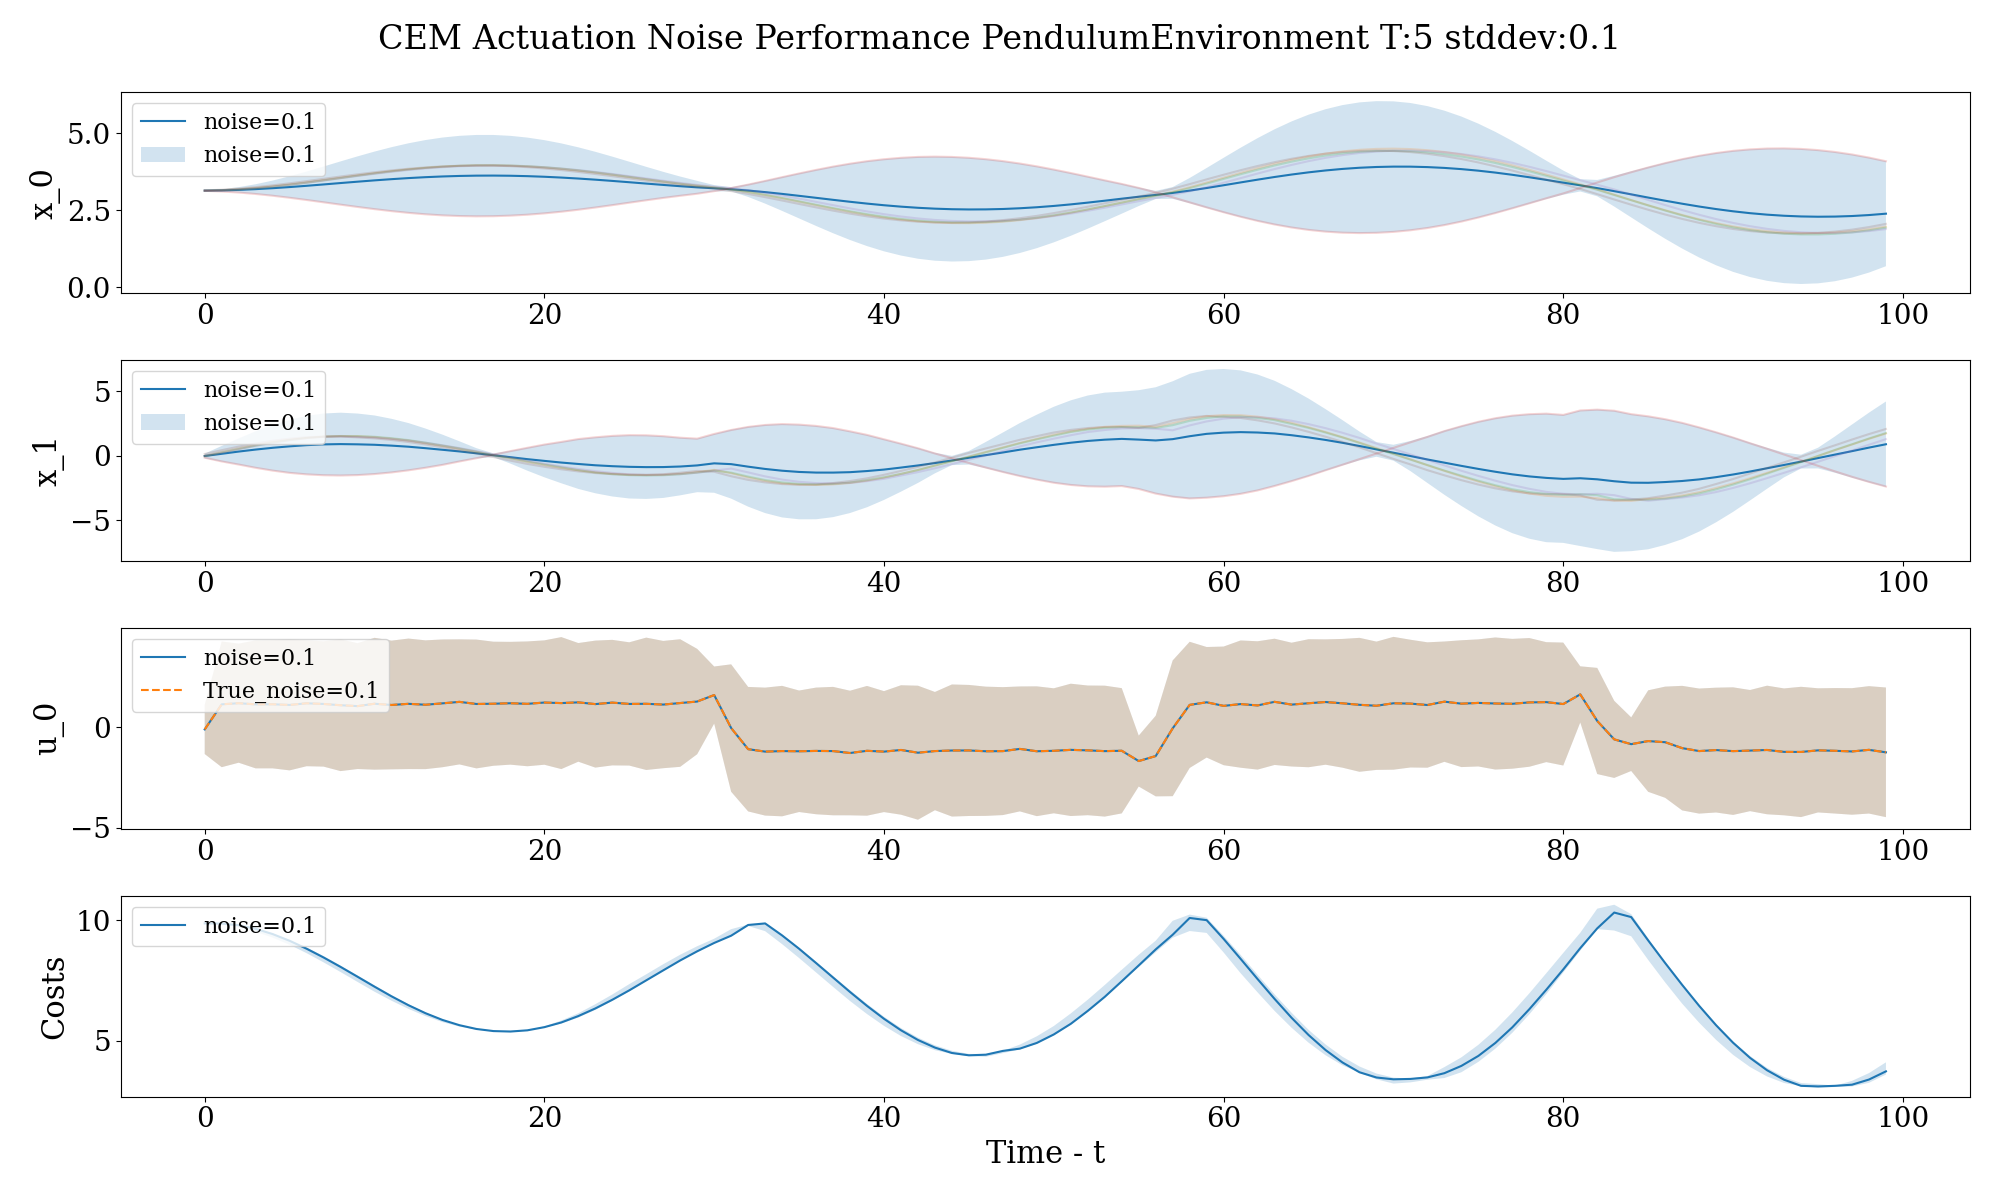 CEM Actuation Noise Performance PendulumEnvironment T:5 stddev:0.1
noise=0.1
noise=0.1
5.0
2.5
0.0
x_0
0 20 40 60 80 100
noise=0.1
noise=0.1
5
0
−5
x_1
0 20 40 60 80 100
noise=0.1
True_noise=0.1
0
−5
u_0
0 20 40 60 80 100
noise=0.1
10
5
Costs
0 20 40 60 80 100
Time - t